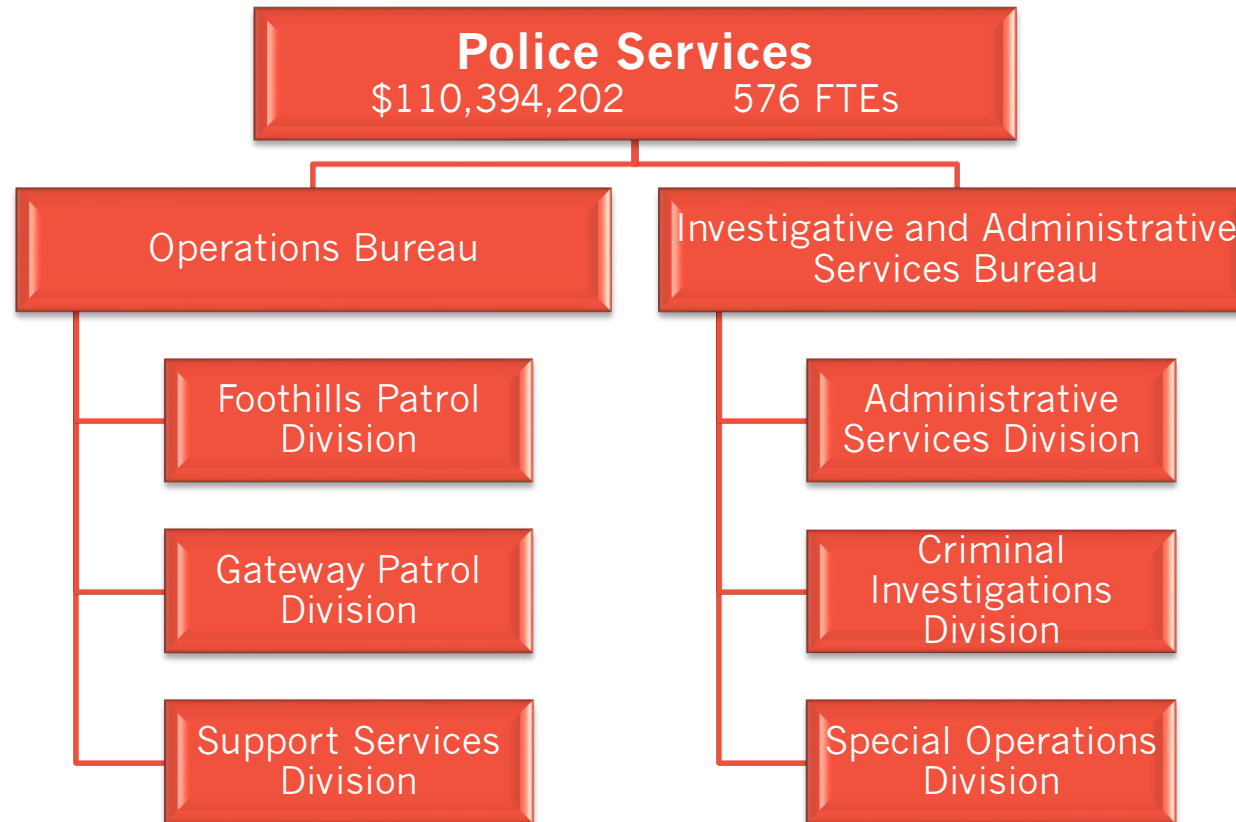 Police Services
$110,394,202 576 FTEs
Operations Bureau
Investigative and Administrative
Services Bureau
Foothills Patrol
Division
Administrative
Services Division
Gateway Patrol
Division
Criminal
Investigations
Division
Support Services
Division
Special Operations
Division